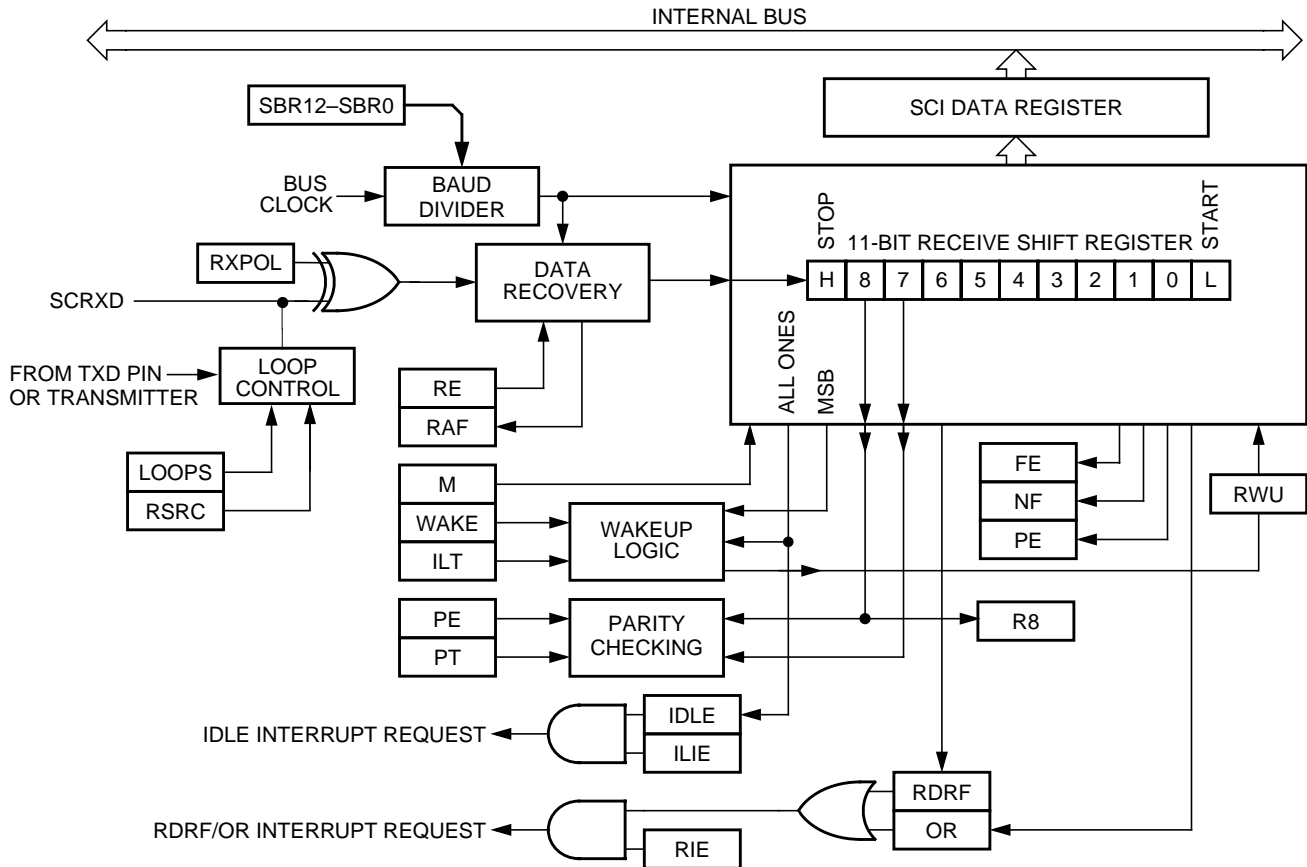 INTERNAL BUS
SBR12–SBR0
SCI DATA REGISTER
BUS
CLOCK
BAUD
DIVIDER
STOP
START
11-BIT RECEIVE SHIFT REGISTER
H 8 7 6 5 4 3 2 1 0 L
RXPOL
DATA
RECOVERY
SCRXD
ALL ONES
MSB
FROM TXD PIN
OR TRANSMITTER
LOOP
CONTROL
RE
RAF
LOOPS
RSRC
M
WAKE
ILT
WAKEUP
LOGIC
FE
NF
PE
RWU
PE
PT
PARITY
CHECKING
R8
IDLE INTERRUPT REQUEST
IDLE
ILIE
RDRF/OR INTERRUPT REQUEST
RDRF
OR
RIE